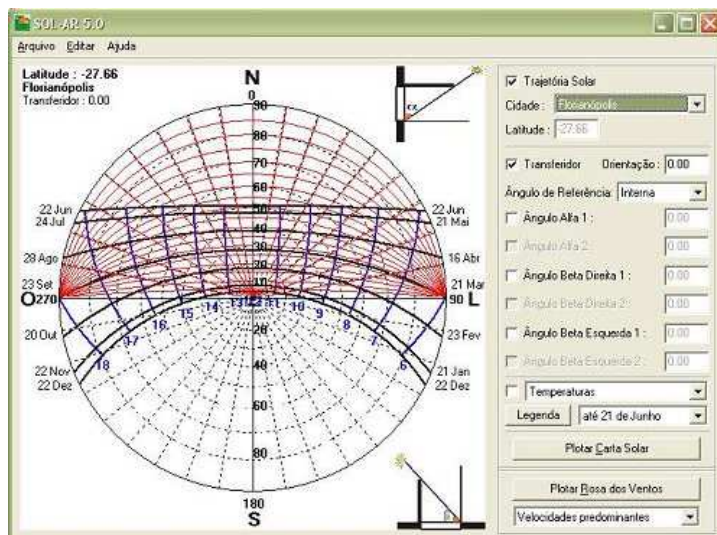 SOL-AR 5.0
Arquivo Editar Ajuda
Latitude : -27.66
Florianópolis
Transferidor : 0.00
N
0
90
80
70
60
50
40
30
20
10
22 Jun
24 Jul
28 Ago
23 Set
O 270
20 Out
22 Nov
22 Dez
22 Jun
21 Mai
16 Abr
21 Mar
90 L
23 Fev
21 Jan
22 Dez
18 17 16 15 14 13 12 11 10 9 8 7 6
20
40
60
80
180
S
α
β
Trajetória Solar
Cidade : Florianópolis
Latitude : -27.66
Transferidor Orientação : 0.00
Ângulo de Referência: Interna
Ângulo Alfa 1 : 0.00
Ângulo Alfa 2 0.00
Ângulo Beta Direita 1 : 0.00
Ângulo Beta Direita 2 : 0.00
Ângulo Beta Esquerda 1 : 0.00
Ângulo Beta Esquerda 2 : 0.00
Temperaturas
Legenda até 21 de Junho
Plotar Carta Solar
Plotar Rosa dos Ventos
Velocidades predominantes